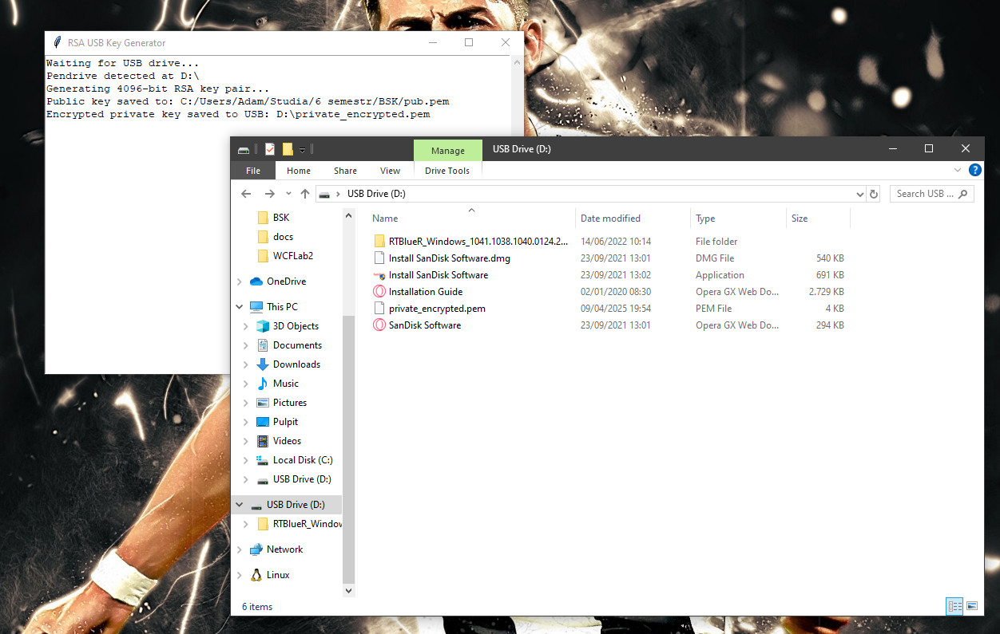 RSA USB Key Generator
Waiting for USB drive...
Pendrive detected at D:\
Generating 4096-bit RSA key pair...
Public key saved to: C:/Users/Adam/Studia/6 semestr/BSK/pub.pem
Encrypted private key saved to USB: D:\private_encrypted.pem
Manage USB Drive (D:)
File Home Share View Drive Tools
USB Drive (D:) Search USB ...
Name Date modified Type Size
RTBlueR_Windows_1041.1038.1040.0124.2... 14/06/2022 10:14 File folder
Install SanDisk Software.dmg 23/09/2021 13:01 DMG File 540 KB
Install SanDisk Software 23/09/2021 13:02 Application 691 KB
Installation Guide 02/01/2020 08:30 Opera GX Web Do... 2.729 KB
private_encrypted.pem 09/04/2025 19:54 PEM File 4 KB
SanDisk Software 23/09/2021 13:01 Opera GX Web Do... 294 KB
BSK
docs
WCFLab2
OneDrive
This PC
3D Objects
Documents
Downloads
Music
Pictures
Pulpit
Videos
Local Disk (C:)
USB Drive (D:)
USB Drive (D:)
RTBlueR_Window
Network
Linux
6 items